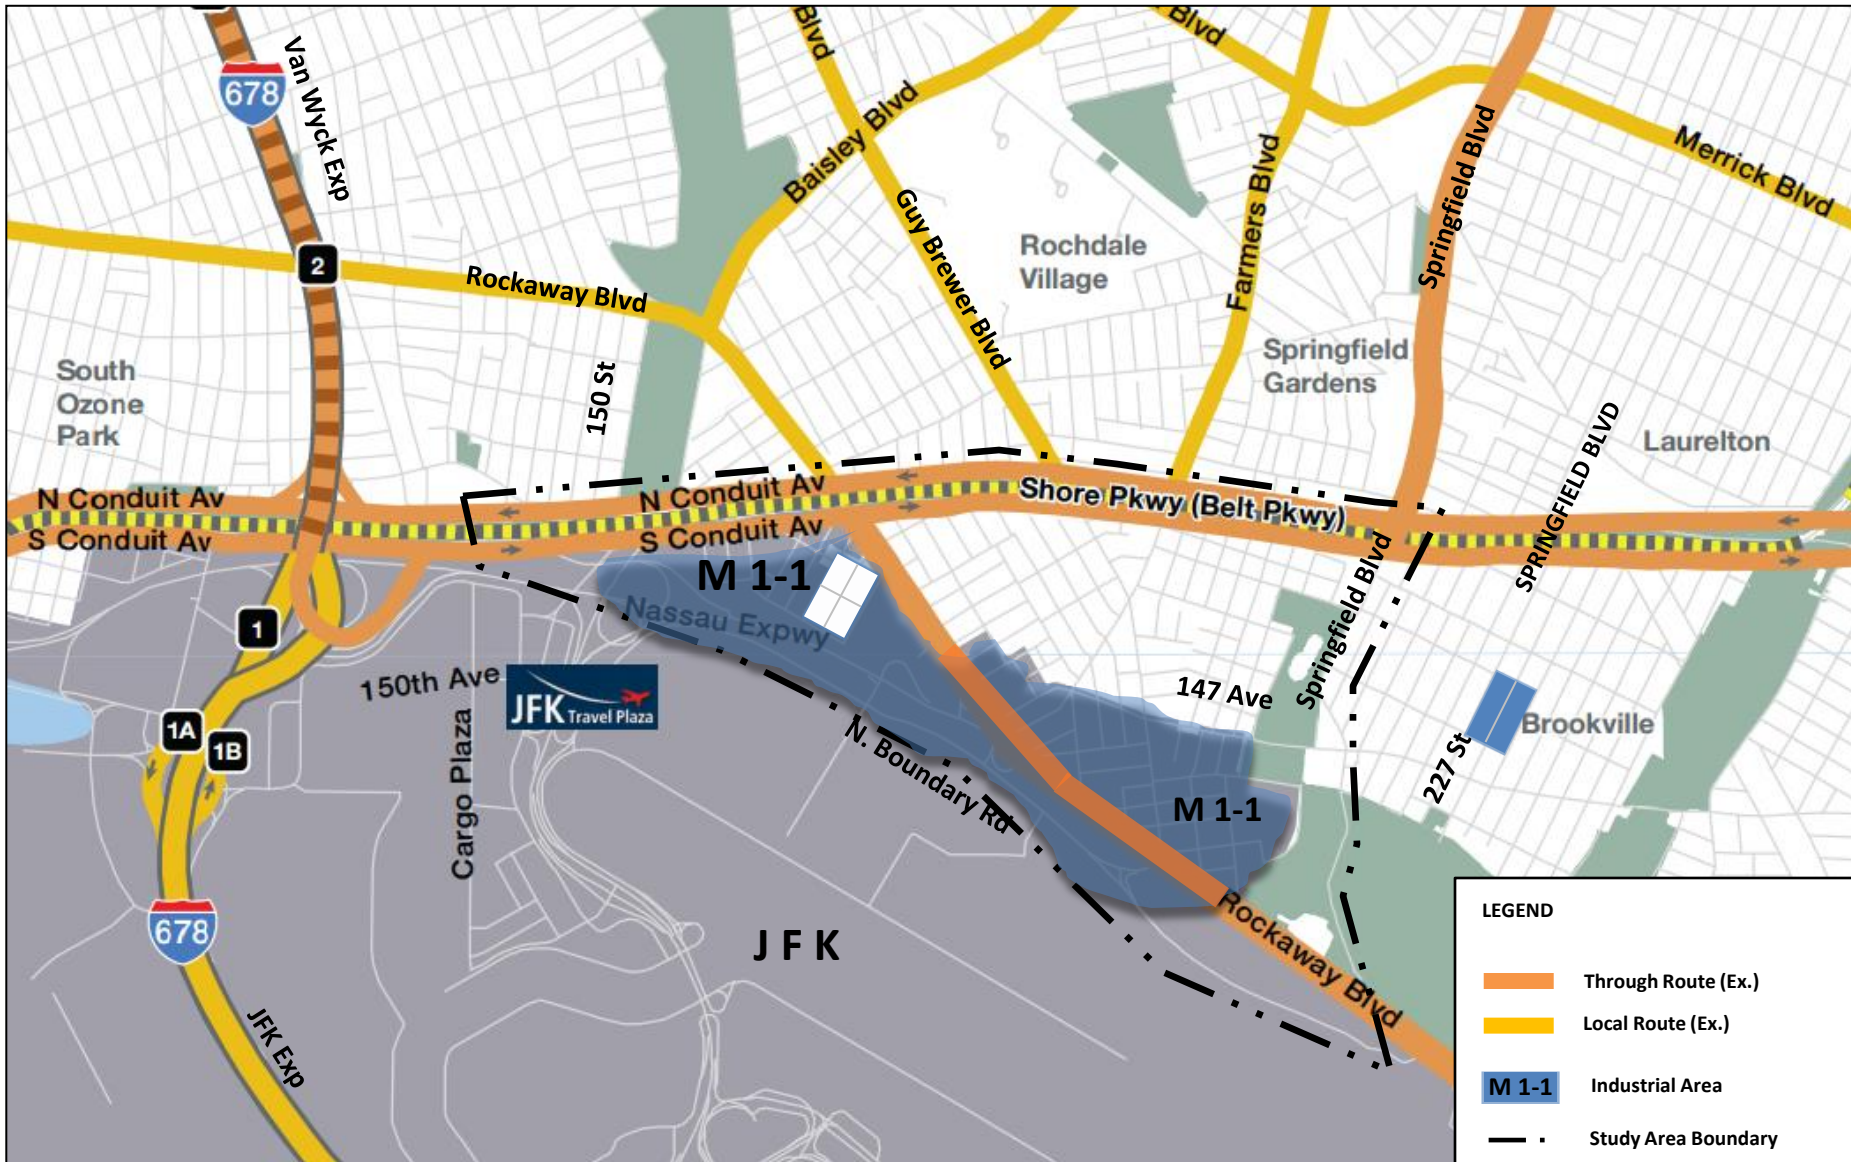 Blvd
Blvd
678
Van Wyck Exp
Baisley Blvd
Merrick Blvd
Springfield Blvd
Farmers Blvd
Guy Brewer Blvd
Rochdale
Village
2
Rockaway Blvd
Springfield
Gardens
South
Ozone
Park
150 St
SPRINGFIELD BLVD
Laurelton
N Conduit Av
S Conduit Av
N Conduit Av
S Conduit Av
Shore Pkwy (Belt Pkwy)
M 1-1
Nassau Expwy
Springfield Blvd
1
150th Ave
JFK Travel Plaza
147 Ave
Brookville
1A
1B
Cargo Plaza
N. Boundary Rd
227 St
M 1-1
678
J F K
Rockaway Blvd
JFK Exp
LEGEND
Through Route (Ex.)
Local Route (Ex.)
M 1-1
Industrial Area
Study Area Boundary